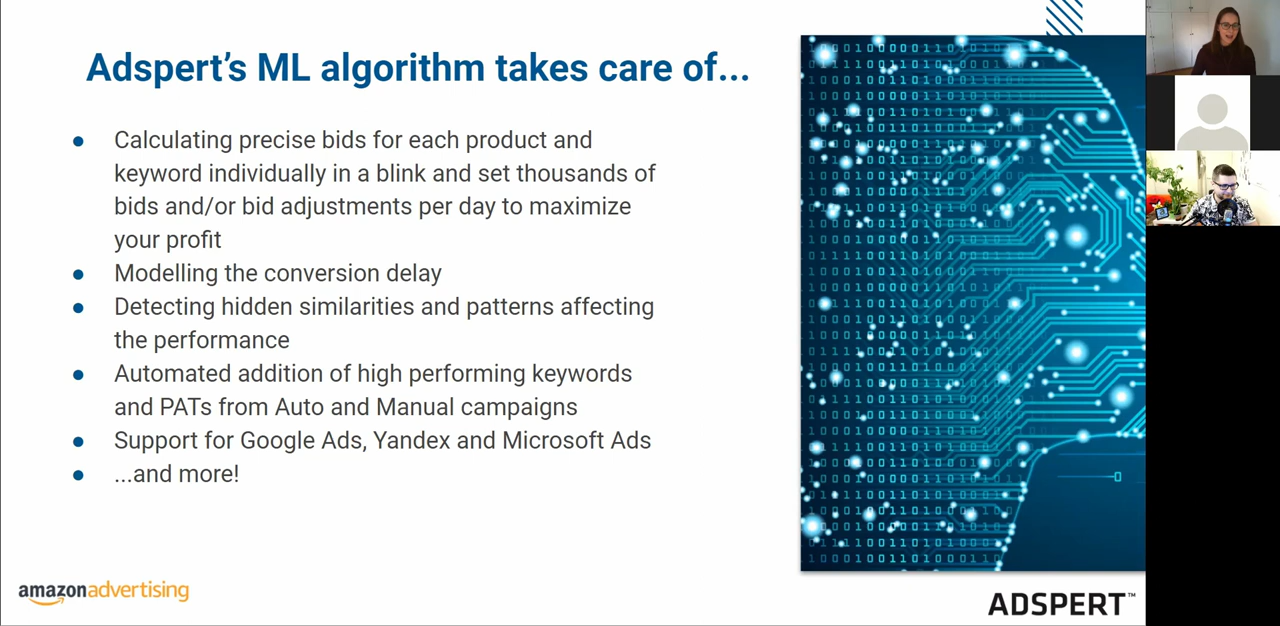 Adspert's ML algorithm takes care of...
Calculating precise bids for each product and
keyword individually in a blink and set thousands of
bids and/or bid adjustments per day to maximize
your profit
Modelling the conversion delay
Detecting hidden similarities and patterns affecting
the performance
Automated addition of high performing keywords
and PATs from Auto and Manual campaigns
Support for Google Ads, Yandex and Microsoft Ads
...and more!
amazonadvertising
ADSPERT™